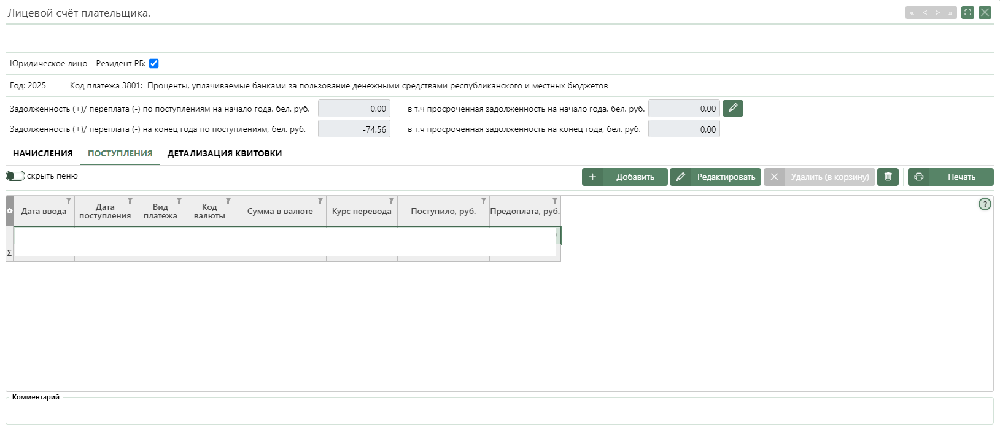 Лицевой счёт плательщика.
« < > »
Юридическое лицо Резидент РБ:
Год: 2025 Код платежа 3801: Проценты, уплачиваемые банками за пользование денежными средствами республиканского и местных бюджетов
Задолженность (+)/ переплата (-) по поступлениям на начало года, бел. руб. 0,00 в т.ч просроченная задолженность на начало года, бел. руб. 0,00
Задолженность (+)/ переплата (-) на конец года по поступлениям, бел. руб. -74,56 в т.ч просроченная задолженность на конец года, бел. руб. 0,00
НАЧИСЛЕНИЯ ПОСТУПЛЕНИЯ ДЕТАЛИЗАЦИЯ КВИТОВКИ
скрыть пеню + Добавить Редактировать Удалить (в корзину) Печать
Дата ввода Дата поступления Вид платежа Код валюты Сумма в валюте Курс перевода Поступило, руб. Предоплата, руб. ?
Σ
Комментарий